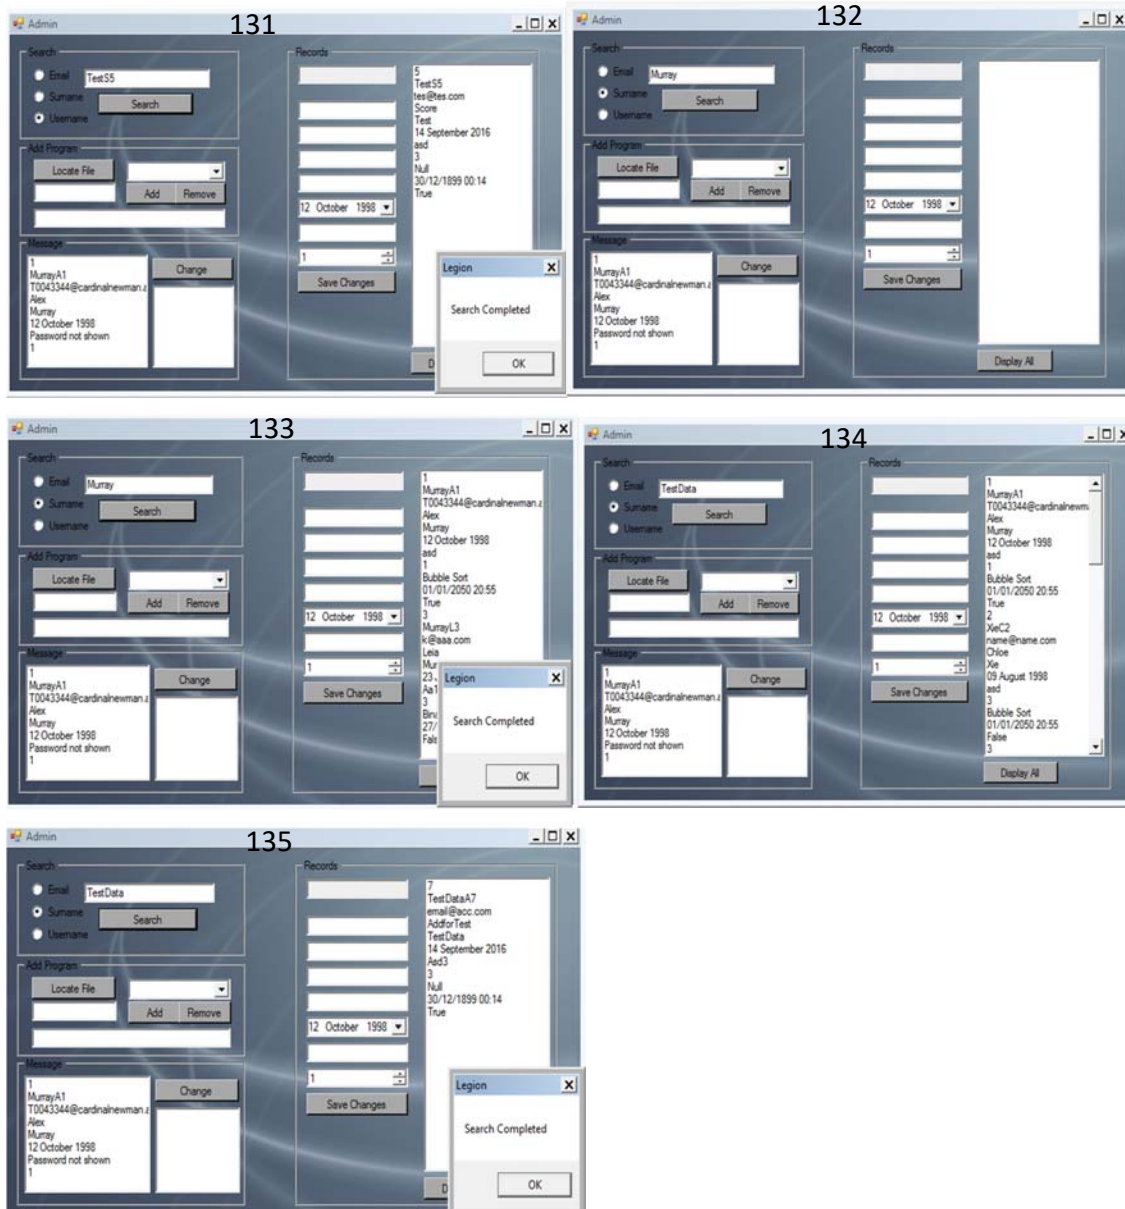 131
Admin
Search
Email
TestS5
Surname
Search
Username
Add Program
Locate File
Add
Remove
Message
1
MurrayA1
T0043344@cardinalnewman.a
Alex
Murray
12 October 1998
Password not shown
1
Change
Records
12 October 1998
1
Save Changes
5
TestS5
tes@tes.com
Score
Test
14 September 2016
asd
3
Null
30/12/1899 00:14
True
D
Legion
Search Completed
OK
132
Admin
Search
Email
Murray
Surname
Search
Username
Add Program
Locate File
Add
Remove
Message
1
MurrayA1
T0043344@cardinalnewman.a
Alex
Murray
12 October 1998
Password not shown
1
Change
Records
12 October 1998
1
Save Changes
Display All
133
Admin
Search
Email
Murray
Surname
Search
Username
Add Program
Locate File
Add
Remove
Message
1
MurrayA1
T0043344@cardinalnewman.a
Alex
Murray
12 October 1998
Password not shown
1
Change
Records
12 October 1998
1
Save Changes
1
MurrayA1
T0043344@cardinalnewman.a
Alex
Murray
12 October 1998
asd
1
Bubble Sort
01/01/2050 20:55
True
3
MurrayL3
k@aaa.com
Leia
Mur
23
Aa1
3
Bina
27/
Fals
Legion
Search Completed
OK
134
Admin
Search
Email
TestData
Surname
Search
Username
Add Program
Locate File
Add
Remove
Message
1
MurrayA1
T0043344@cardinalnewman.a
Alex
Murray
12 October 1998
Password not shown
1
Change
Records
12 October 1998
1
Save Changes
1
MurrayA1
T0043344@cardinalnewm
Alex
Murray
12 October 1998
asd
1
Bubble Sort
01/01/2050 20:55
True
2
XieC2
name@name.com
Chloe
Xie
09 August 1998
asd
3
Bubble Sort
01/01/2050 20:55
False
3
Display All
135
Admin
Search
Email
TestData
Surname
Search
Username
Add Program
Locate File
Add
Remove
Message
1
MurrayA1
T0043344@cardinalnewman.a
Alex
Murray
12 October 1998
Password not shown
1
Change
Records
12 October 1998
1
Save Changes
7
TestDataA7
email@acc.com
AddforTest
TestData
14 September 2016
Asd3
3
Null
30/12/1899 00:14
True
D
Legion
Search Completed
OK